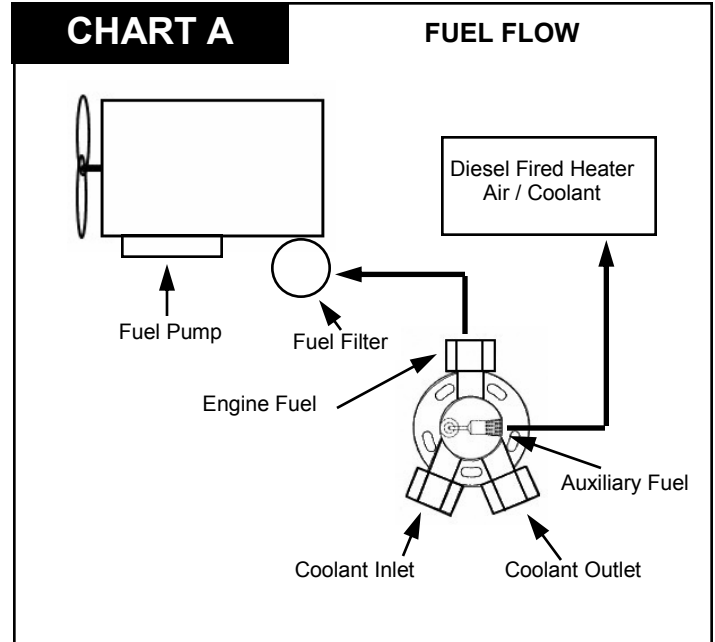 CHART A
FUEL FLOW
Diesel Fired Heater
Air / Coolant
Fuel Pump
Fuel Filter
Engine Fuel
Auxiliary Fuel
Coolant Inlet
Coolant Outlet